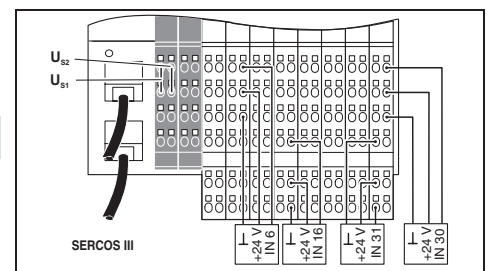 US2
US1
SERCOS III
⊥
+24 V
IN 6
⊥
+24 V
IN 16
⊥
+24 V
IN 31
⊥
+24 V
IN 30